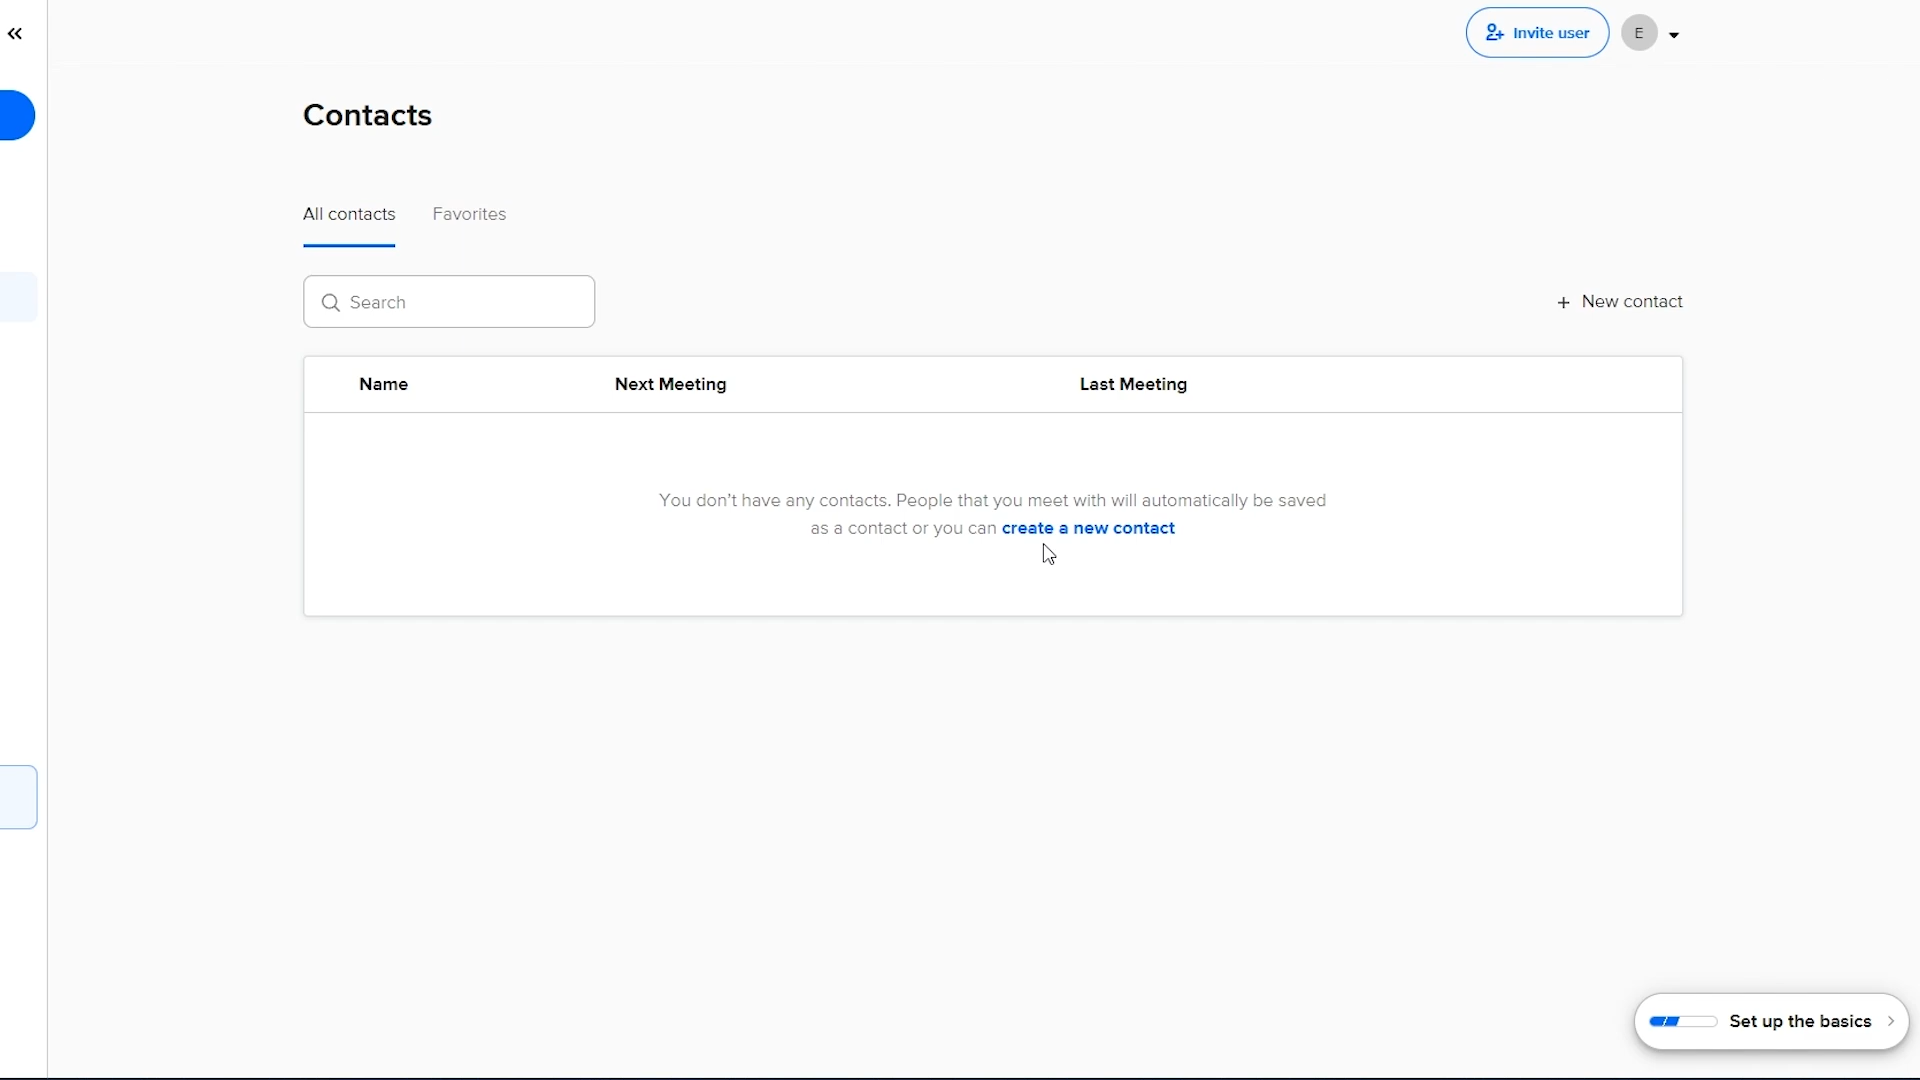 Invite user
E
Contacts
All contacts
Favorites
Search
+ New contact
Name
Next Meeting
Last Meeting
You don't have any contacts. People that you meet with will automatically be saved
as a contact or you can create a new contact
Set up the basics